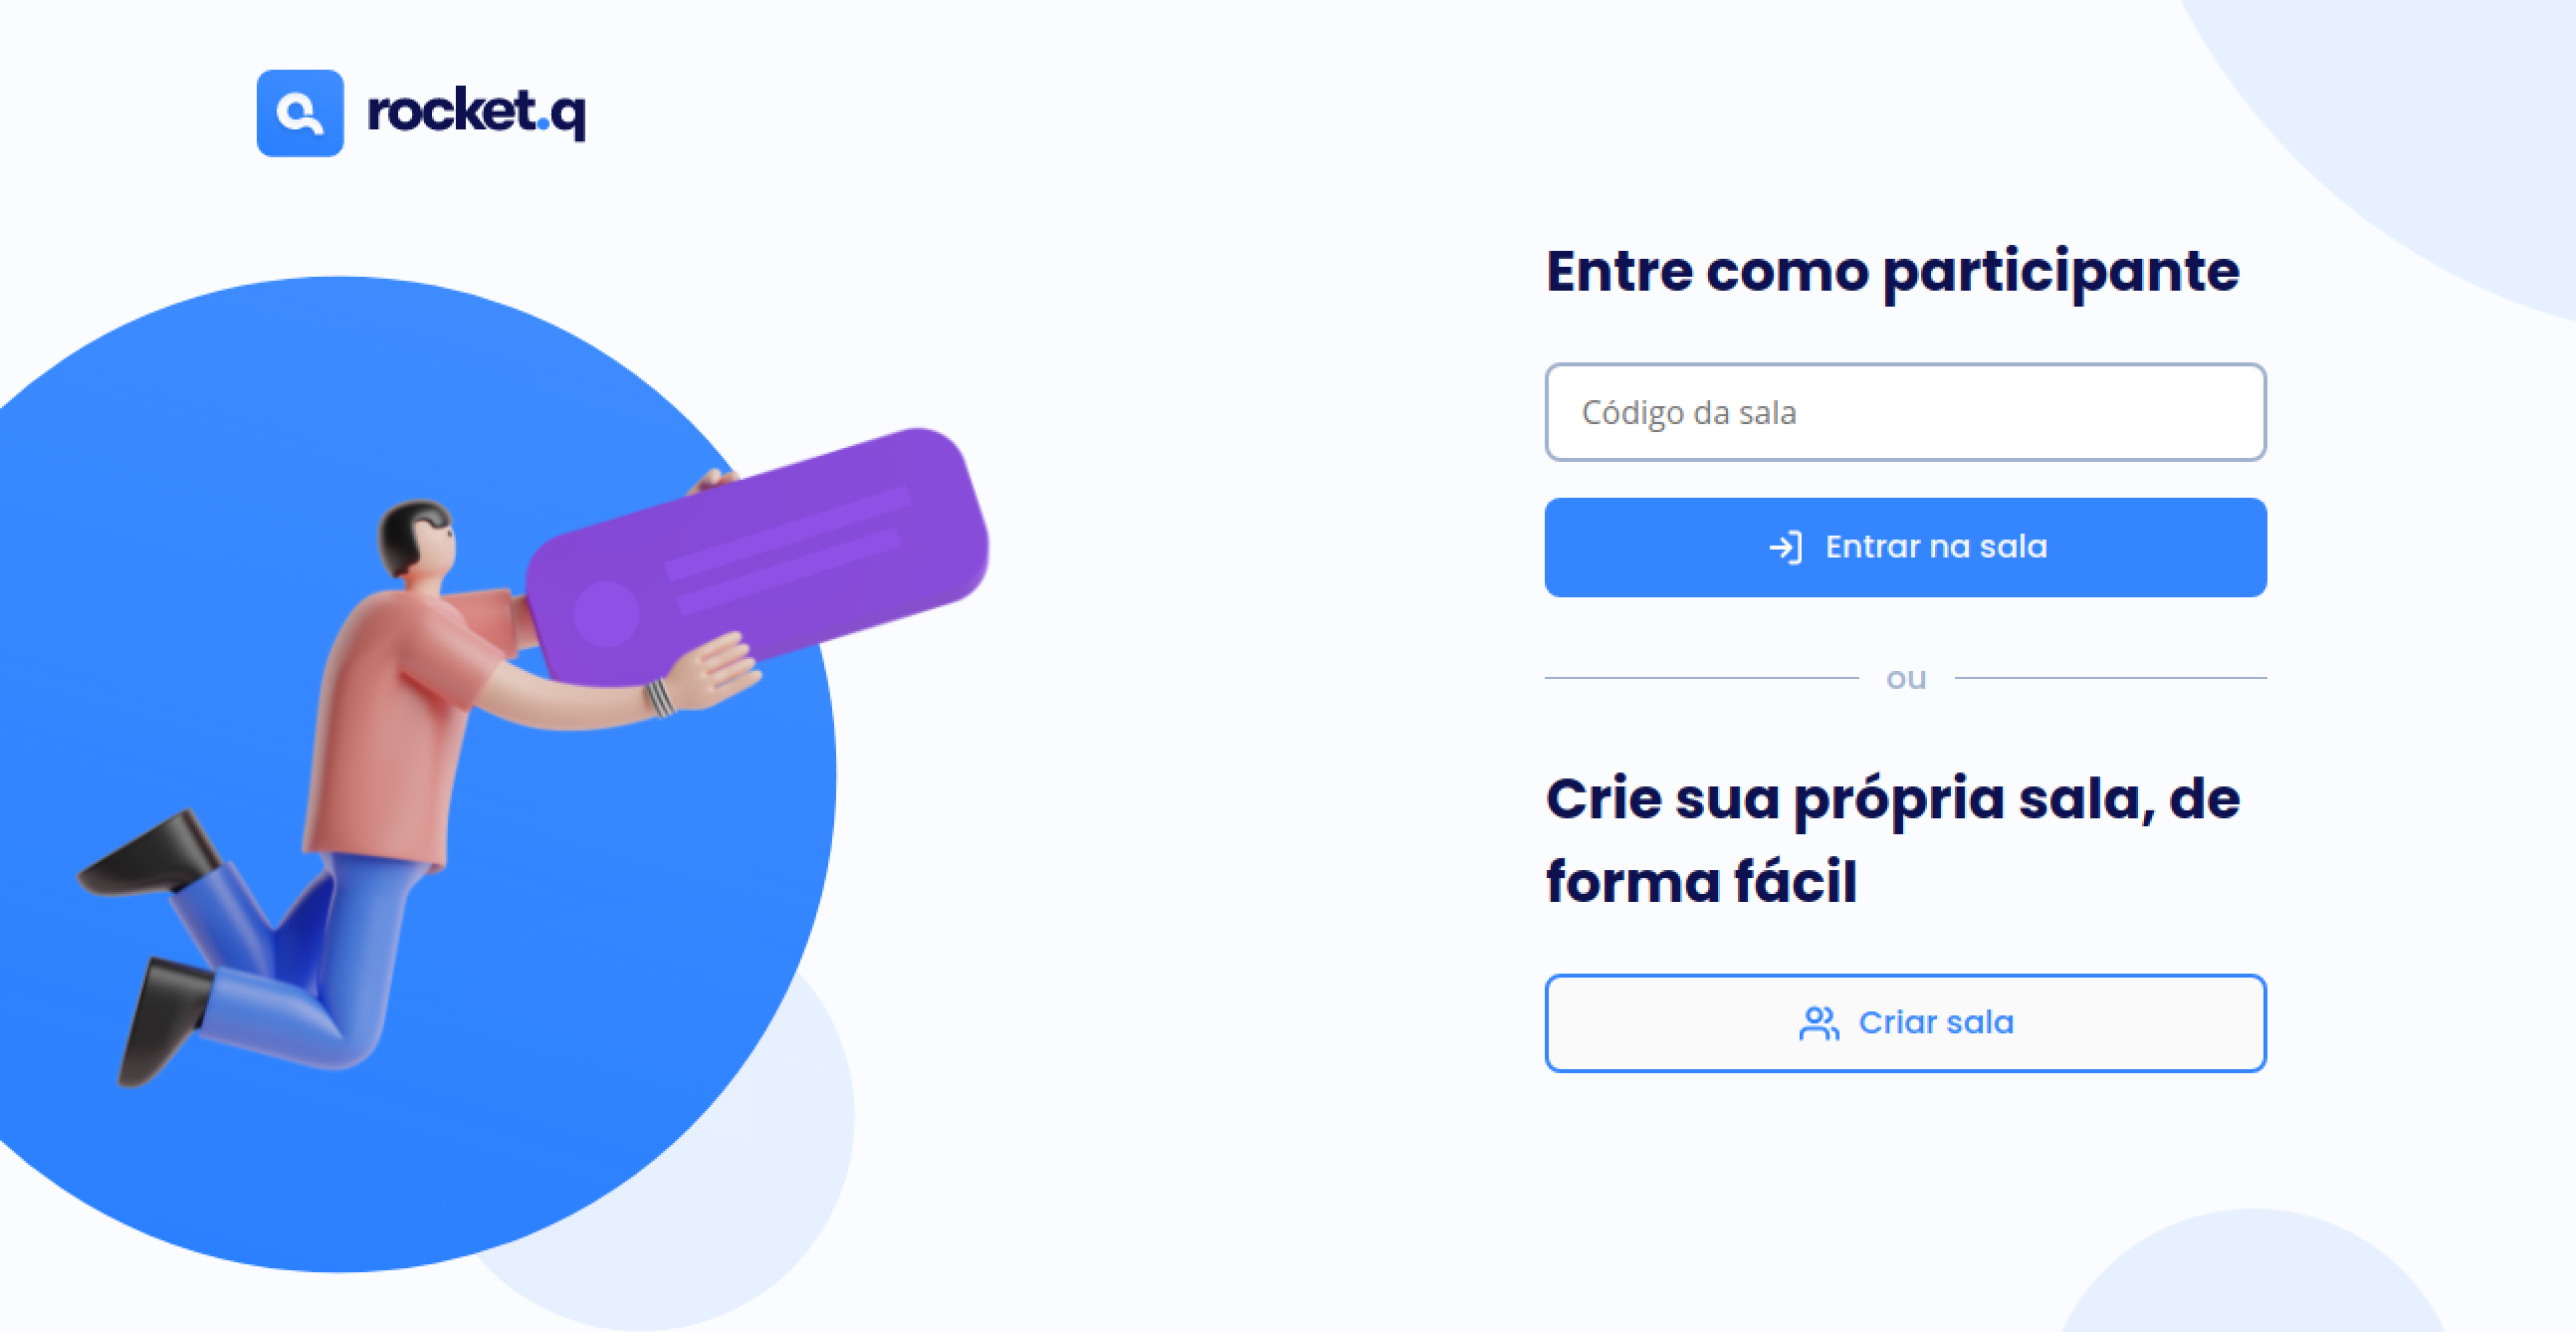 rocket.q
Entre como participante
Código da sala
Entrar na sala
ou
Crie sua própria sala, de
forma fácil
Criar sala